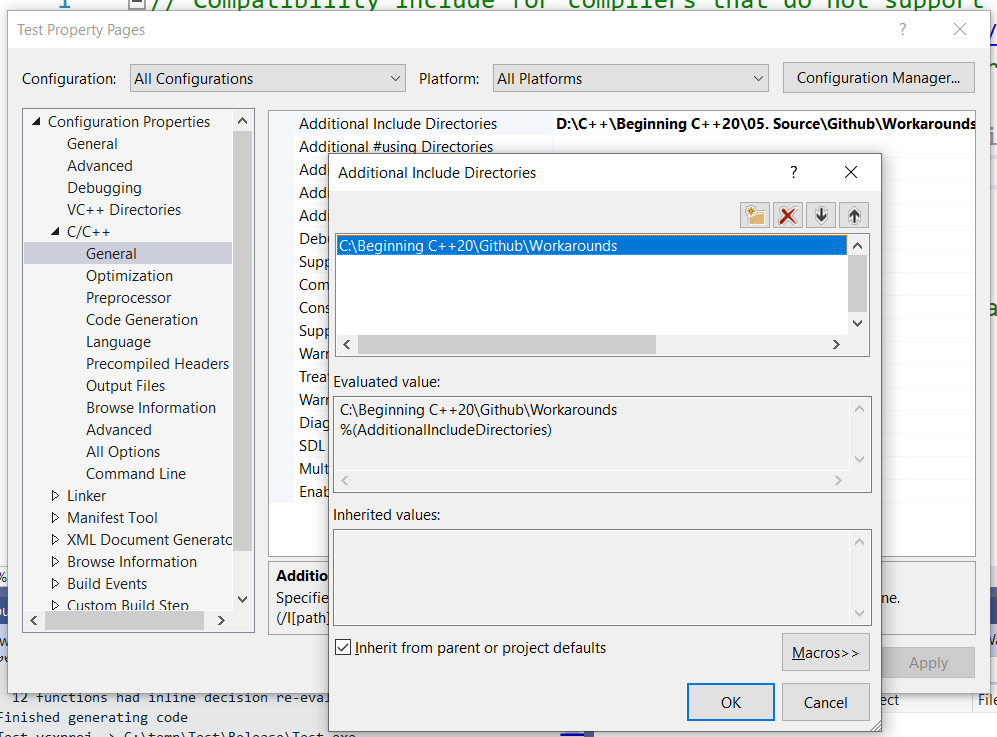 1 // Compatibility include for compilers that do not support
Test Property Pages
Configuration: All Configurations Platform: All Platforms Configuration Manager...
Configuration Properties
General
Advanced
Debugging
VC++ Directories
C/C++
General
Optimization
Preprocessor
Code Generation
Language
Precompiled Headers
Output Files
Browse Information
Advanced
All Options
Command Line
Linker
Manifest Tool
XML Document Generato
Browse Information
Build Events
Custom Build Step
Additional Include Directories D:\C++\Beginning C++20\05. Source\Github\Workarounds
Additional #using Directories
Addi
Addi
Addi
Debu
Supp
Com
Cons
Supp
Warn
Treat
Warn
Diag
SDL
Mult
Enab
Additio
Specifie
(/I[path]
ne.
Apply
Additional Include Directories
?
C:\Beginning C++20\Github\Workarounds
Evaluated value:
C:\Beginning C++20\Github\Workarounds
%(AdditionalIncludeDirectories)
Inherited values:
Inherit from parent or project defaults
Macros>>
OK Cancel
12 functions had inline decision re-eval
ect File
Finished generating code
Test.vcxproj -> C:\temp\Test\Release\Test.exe